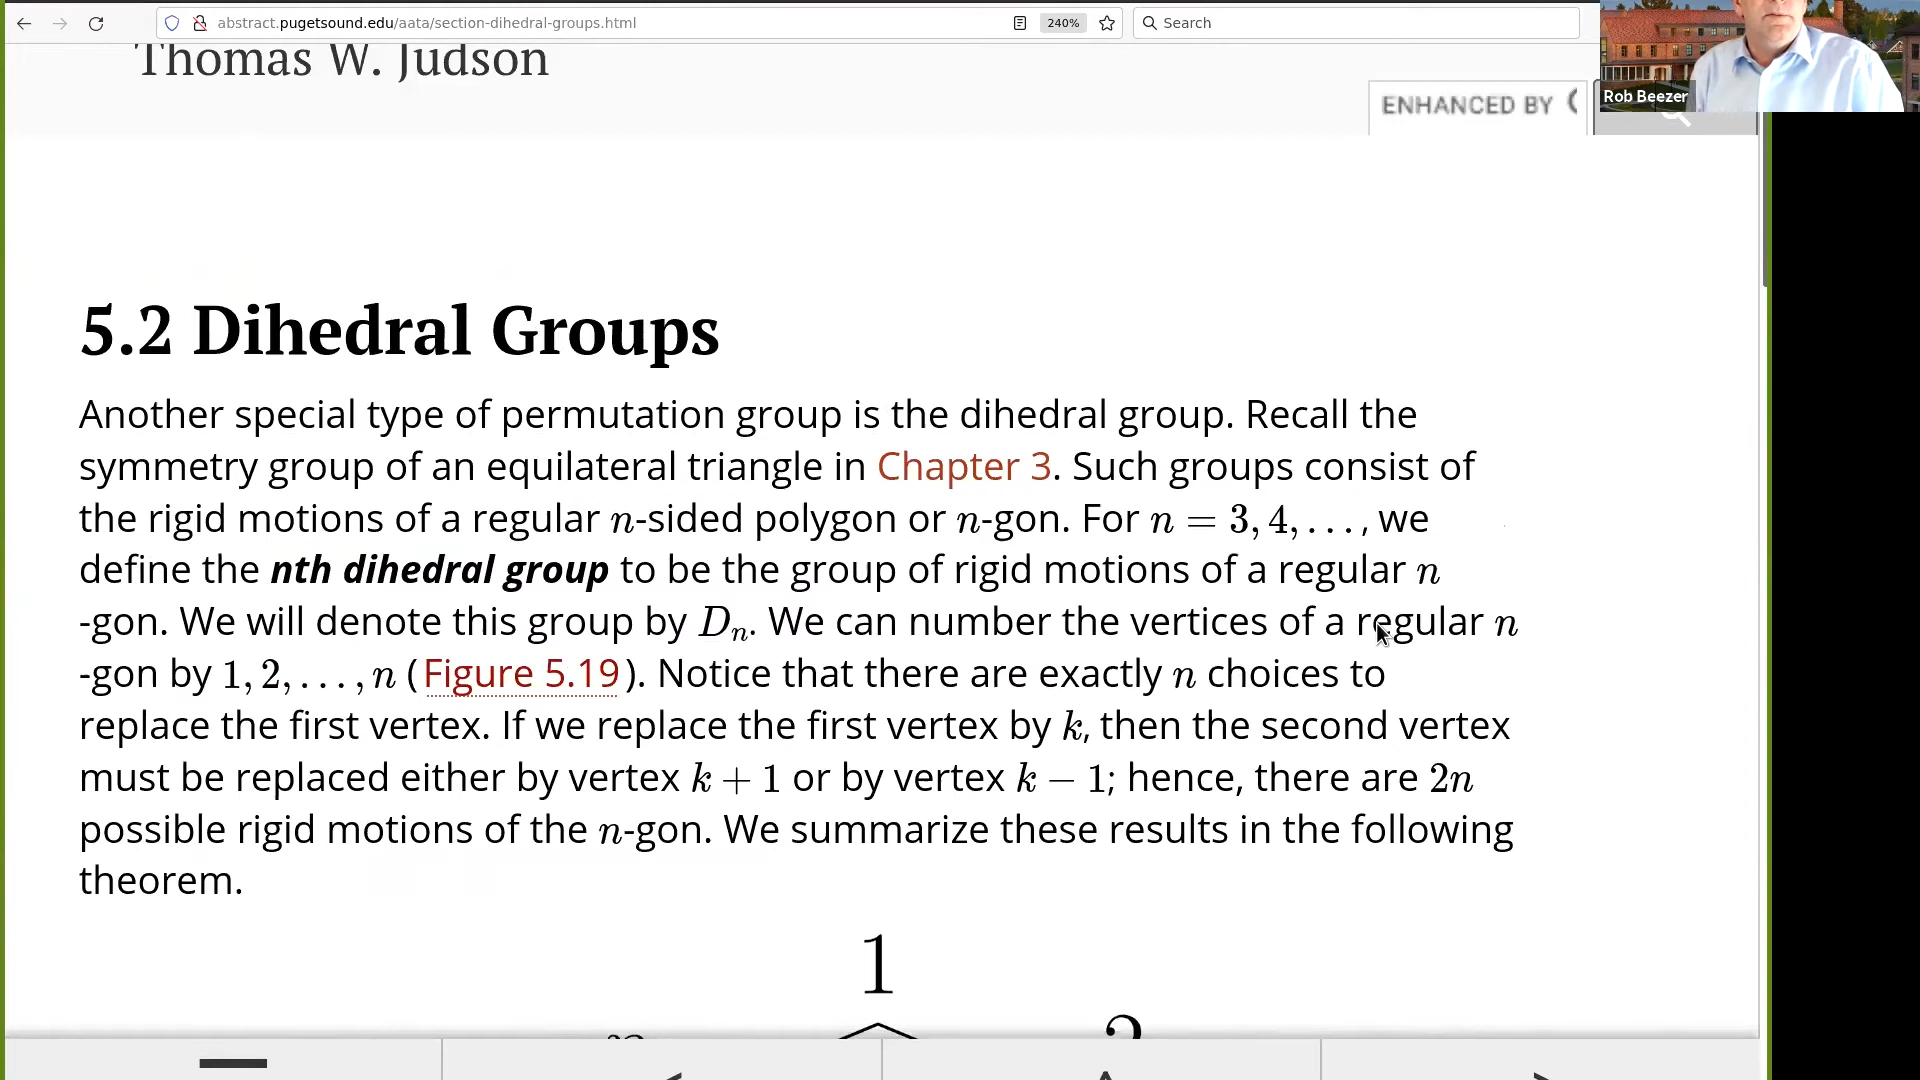 abstract.pugetsound.edu/aata/section-dihedral-groups.html
240%
Search
Thomas W. Judson
ENHANCED BY
Rob Beezer
5.2 Dihedral Groups
Another special type of permutation group is the dihedral group. Recall the
symmetry group of an equilateral triangle in Chapter 3. Such groups consist of
the rigid motions of a regular n-sided polygon or n-gon. For n = 3, 4, . . . , we
define the nth dihedral group to be the group of rigid motions of a regular n
-gon. We will denote this group by Dₙ. We can number the vertices of a regular n
-gon by 1, 2, . . . , n (Figure 5.19). Notice that there are exactly n choices to
replace the first vertex. If we replace the first vertex by k, then the second vertex
must be replaced either by vertex k + 1 or by vertex k − 1; hence, there are 2n
possible rigid motions of the n-gon. We summarize these results in the following
theorem.
1
2